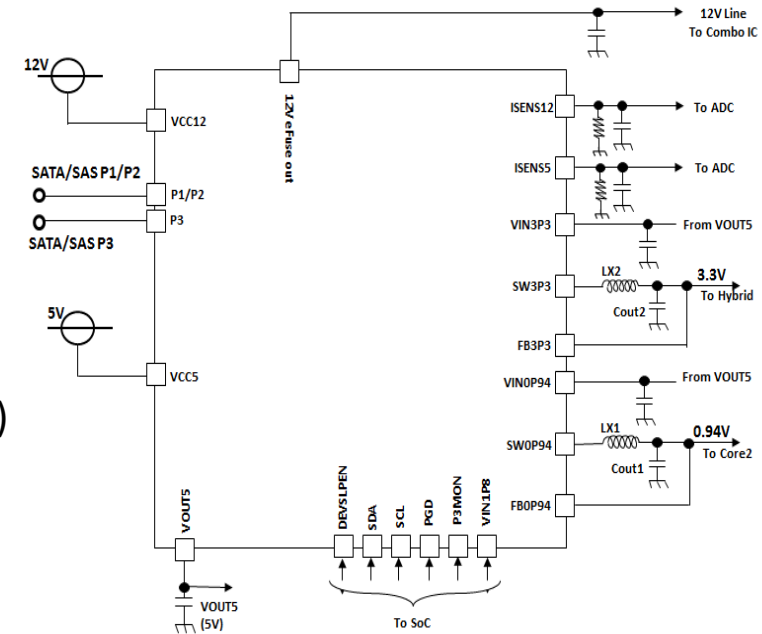 12V Line
To Combo IC
12V
12V eFuse out
VCC12
ISENS12
To ADC
SATA/SAS P1/P2
P1/P2
ISENS5
To ADC
P3
SATA/SAS P3
VIN3P3
From VOUT5
SW3P3
LX2
3.3V
To Hybrid
Cout2
5V
FB3P3
VCC5
VIN0P94
From VOUT5
)
SW0P94
LX1
0.94V
To Core2
Cout1
FB0P94
VOUT5
DEVSLPEN
SDA
SCL
PGD
P3MON
VIN1P8
VOUT5
(5V)
To SoC